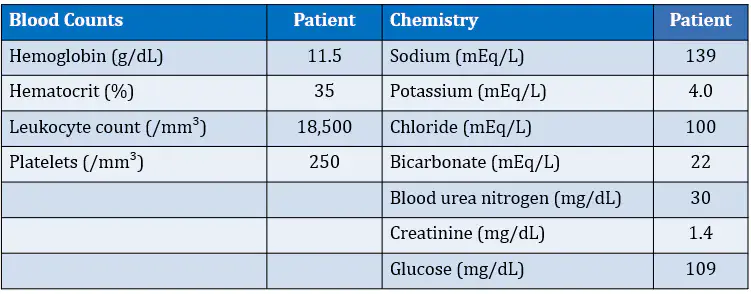 Blood Counts Patient Chemistry Patient
Hemoglobin (g/dL) 11.5 Sodium (mEq/L) 139
Hematocrit (%) 35 Potassium (mEq/L) 4.0
Leukocyte count (/mm³) 18,500 Chloride (mEq/L) 100
Platelets (/mm³) 250 Bicarbonate (mEq/L) 22
Blood urea nitrogen (mg/dL) 30
Creatinine (mg/dL) 1.4
Glucose (mg/dL) 109